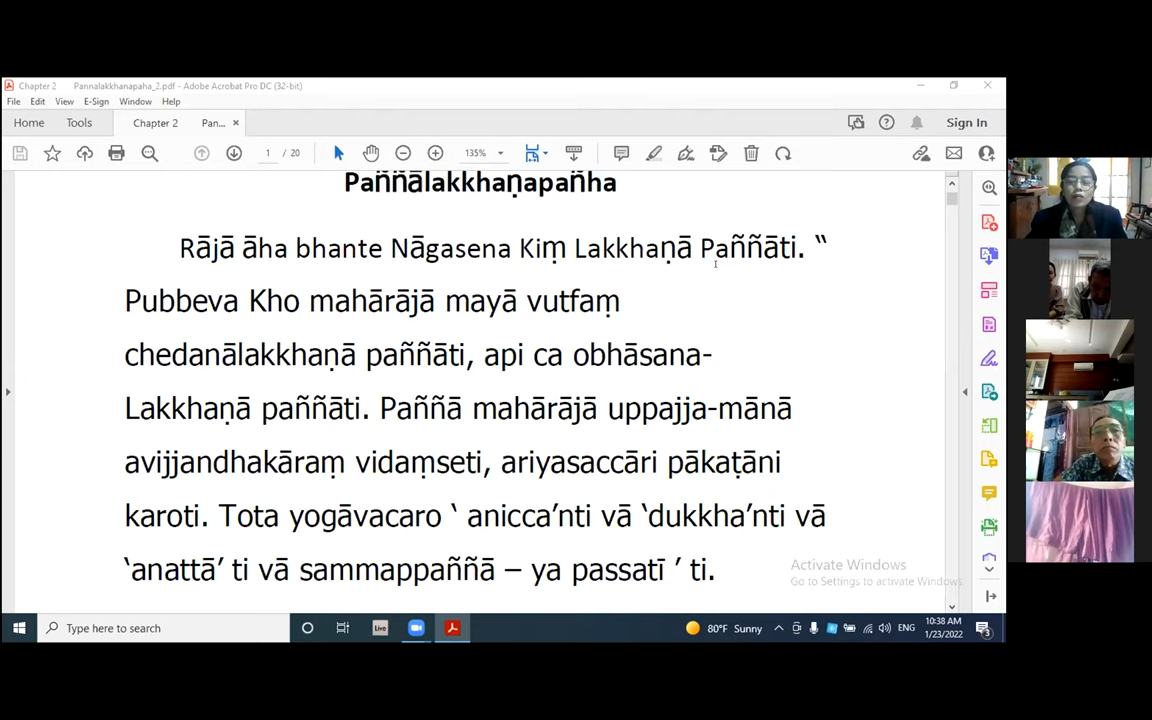 Chapter 2 Pannalakkhanapaha_2.pdf - Adobe Acrobat Pro DC (32-bit)
File Edit View E-Sign Window Help
Home Tools Chapter 2 Pan... × Sign In
1 / 20 135%
Paññālakkhaṇapañha
Rājā āha bhante Nāgasena Kiṃ Lakkhaṇā Paññāti. “
Pubbeva Kho mahārājā mayā vutfaṃ
chedanālakkhaṇā paññāti, api ca obhāsana-
Lakkhaṇā paññāti. Paññā mahārājā uppajja-mānā
avijjandhakāraṃ vidaṃseti, ariyasaccāri pākaṭāni
karoti. Tota yogāvacaro ‘ anicca’nti vā ‘dukkha’nti vā
‘anattā’ ti vā sammappaññā – ya passatī ’ ti.
Activate Windows
Go to Settings to activate Windows.
Type here to search Live 80°F Sunny ENG 10:38 AM
1/23/2022 3